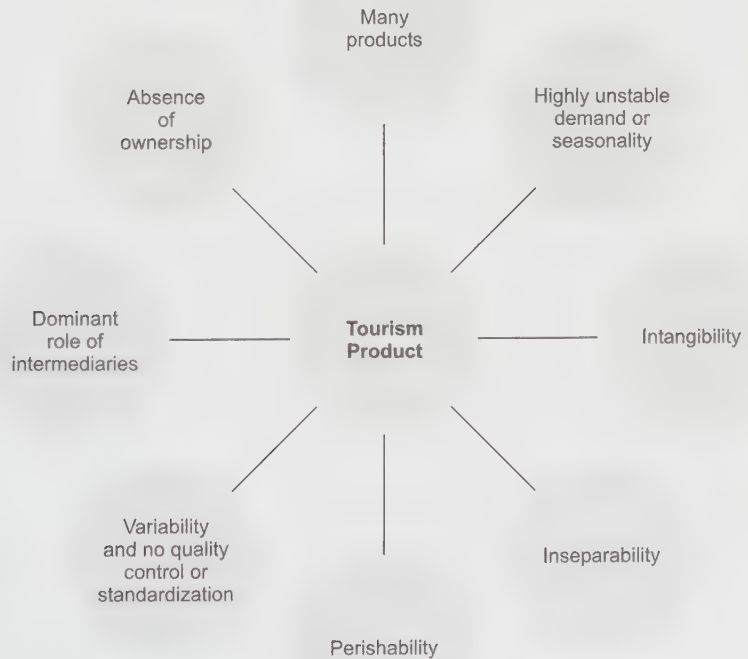 Many
products
Highly unstable
demand or
seasonality
Intangibility
Inseparability
Perishability
Variability
and no quality
control or
standardization
Dominant
role of
intermediaries
Absence
of
ownership
Tourism
Product